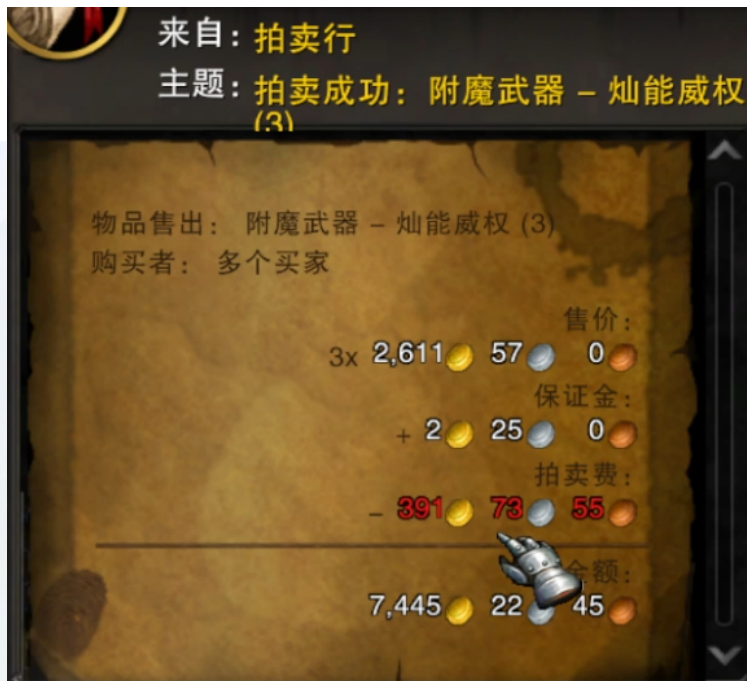 来自: 拍卖行
主题: 拍卖成功: 附魔武器 – 灿能威权
(3)
物品售出: 附魔武器 – 灿能威权 (3)
购买者: 多个买家
售价:
3x 2,611 57 0
保证金:
+ 2 25 0
拍卖费:
– 391 73 55
金额:
7,445 22 45